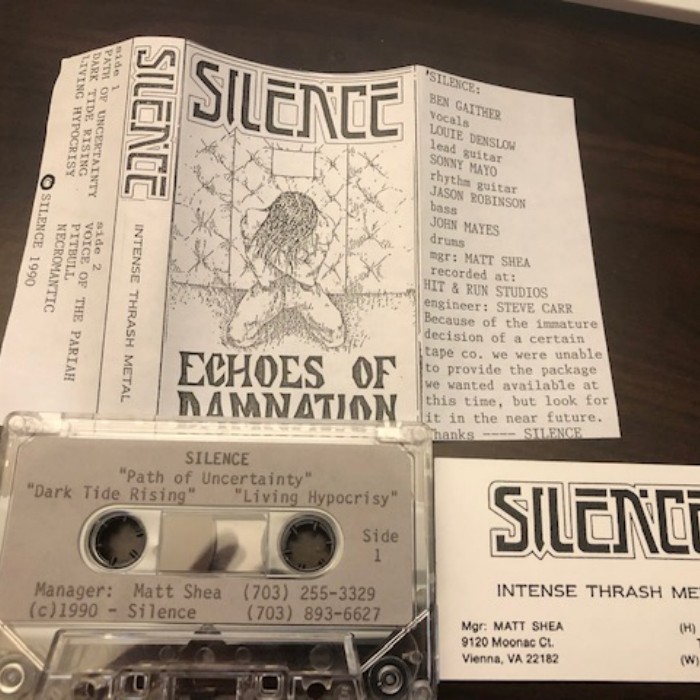 side 1
PATH OF UNCERTAINTY
DARK TIDE RISING
LIVING HYPOCRISY
side 2
VOICE OF THE PARIAH
PITBULL
NECROMANTIC
SILENCE 1990
SILENCE
INTENSE THRASH METAL
SILENCE
ECHOES OF
DAMNATION
'SILENCE:
BEN GAITHER
vocals
LOUIE DENSLOW
lead guitar
SONNY MAYO
rhythm guitar
JASON ROBINSON
bass
JOHN MAYES
drums
mgr: MATT SHEA
recorded at:
HIT & RUN STUDIOS
engineer: STEVE CARR
Because of the immature
decision of a certain
tape co. we were unable
to provide the package
we wanted available at
this time, but look for
it in the near future.
Thanks ---- SILENCE
SILENCE
"Path of Uncertainty"
"Dark Tide Rising" "Living Hypocrisy"
Side
1
Manager: Matt Shea (703) 255-3329
(c)1990 - Silence (703) 893-6627
SILENCE
INTENSE THRASH ME
Mgr: MATT SHEA (H)
9120 Moonac Ct. T
Vienna, VA 22182 (W)